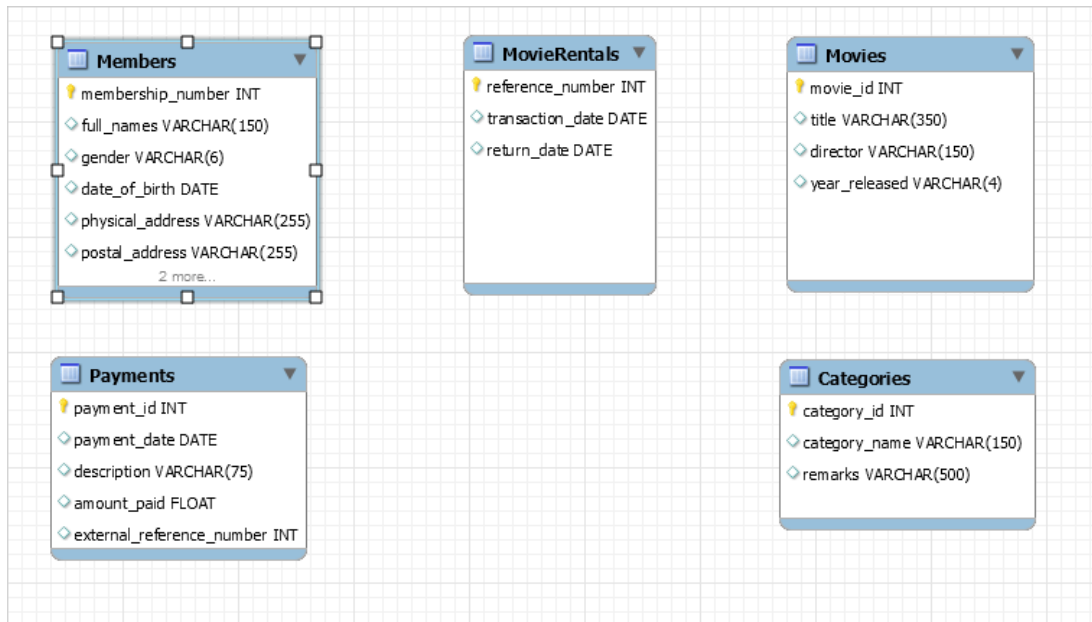 Members
membership_number INT
full_names VARCHAR(150)
gender VARCHAR(6)
date_of_birth DATE
physical_address VARCHAR(255)
postal_address VARCHAR(255)
2 more...
MovieRentals
reference_number INT
transaction_date DATE
return_date DATE
Movies
movie_id INT
title VARCHAR(350)
director VARCHAR(150)
year_released VARCHAR(4)
Payments
payment_id INT
payment_date DATE
description VARCHAR(75)
amount_paid FLOAT
external_reference_number INT
Categories
category_id INT
category_name VARCHAR(150)
remarks VARCHAR(500)